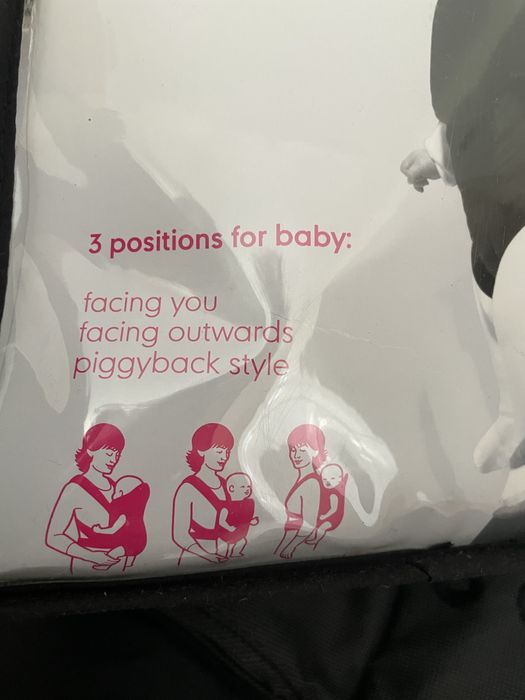 3 positions for baby:
facing you
facing outwards
piggyback style